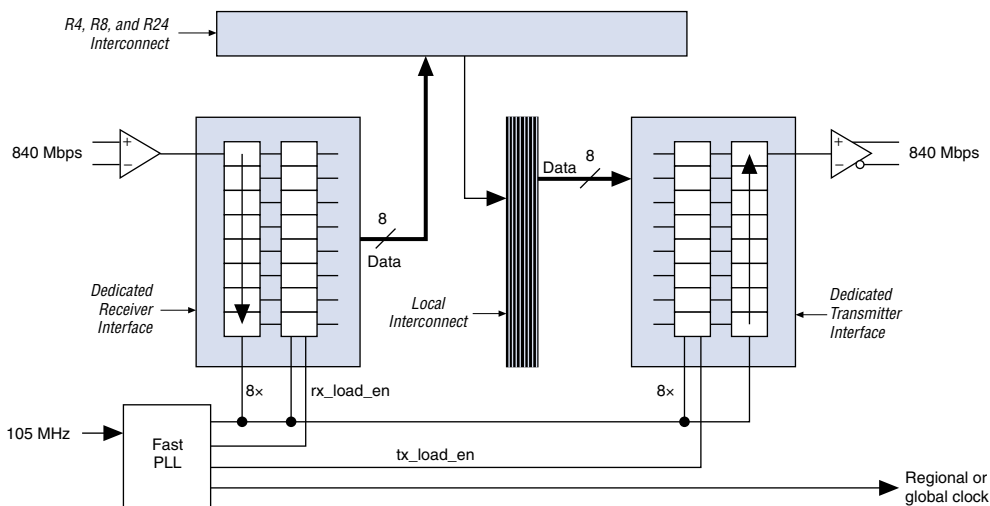 R4, R8, and R24
Interconnect
840 Mbps
+
−
8
Data
Dedicated
Receiver
Interface
Local
Interconnect
Data
8
+
−
840 Mbps
Dedicated
Transmitter
Interface
8×
rx_load_en
8×
105 MHz
Fast
PLL
tx_load_en
Regional or
global clock